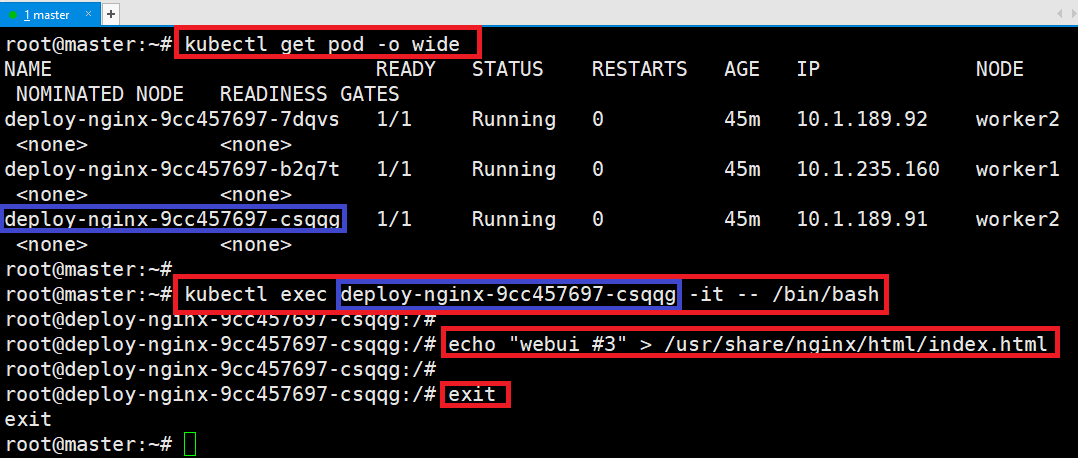 1 master × +
root@master:~# kubectl get pod -o wide
NAME                           READY   STATUS    RESTARTS   AGE   IP             NODE
 NOMINATED NODE   READINESS GATES
deploy-nginx-9cc457697-7dqvs   1/1     Running   0          45m   10.1.189.92    worker2
 <none>           <none>
deploy-nginx-9cc457697-b2q7t   1/1     Running   0          45m   10.1.235.160   worker1
 <none>           <none>
deploy-nginx-9cc457697-csqqg   1/1     Running   0          45m   10.1.189.91    worker2
 <none>           <none>
root@master:~#
root@master:~# kubectl exec deploy-nginx-9cc457697-csqqg -it -- /bin/bash
root@deploy-nginx-9cc457697-csqqg:/#
root@deploy-nginx-9cc457697-csqqg:/# echo "webui #3" > /usr/share/nginx/html/index.html
root@deploy-nginx-9cc457697-csqqg:/#
root@deploy-nginx-9cc457697-csqqg:/# exit
exit
root@master:~#